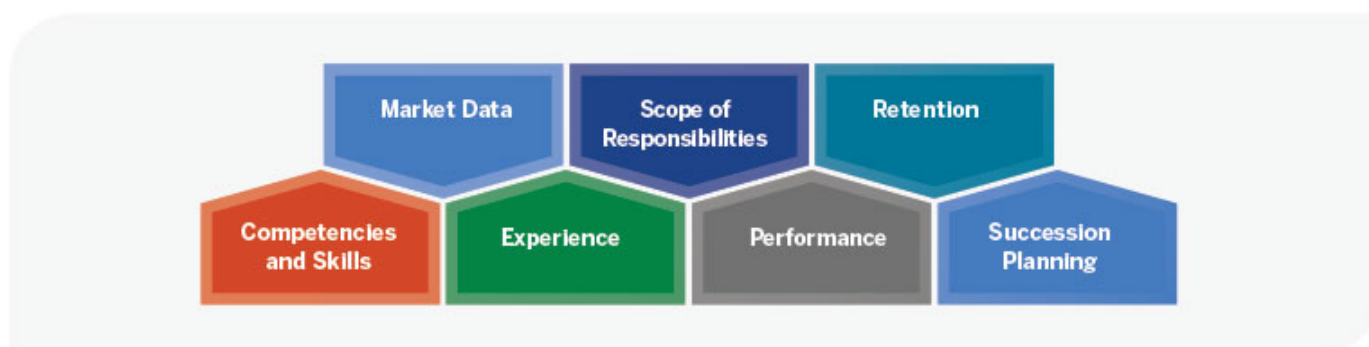 Market Data
Scope of
Responsibilities
Retention
Competencies
and Skills
Experience
Performance
Succession
Planning